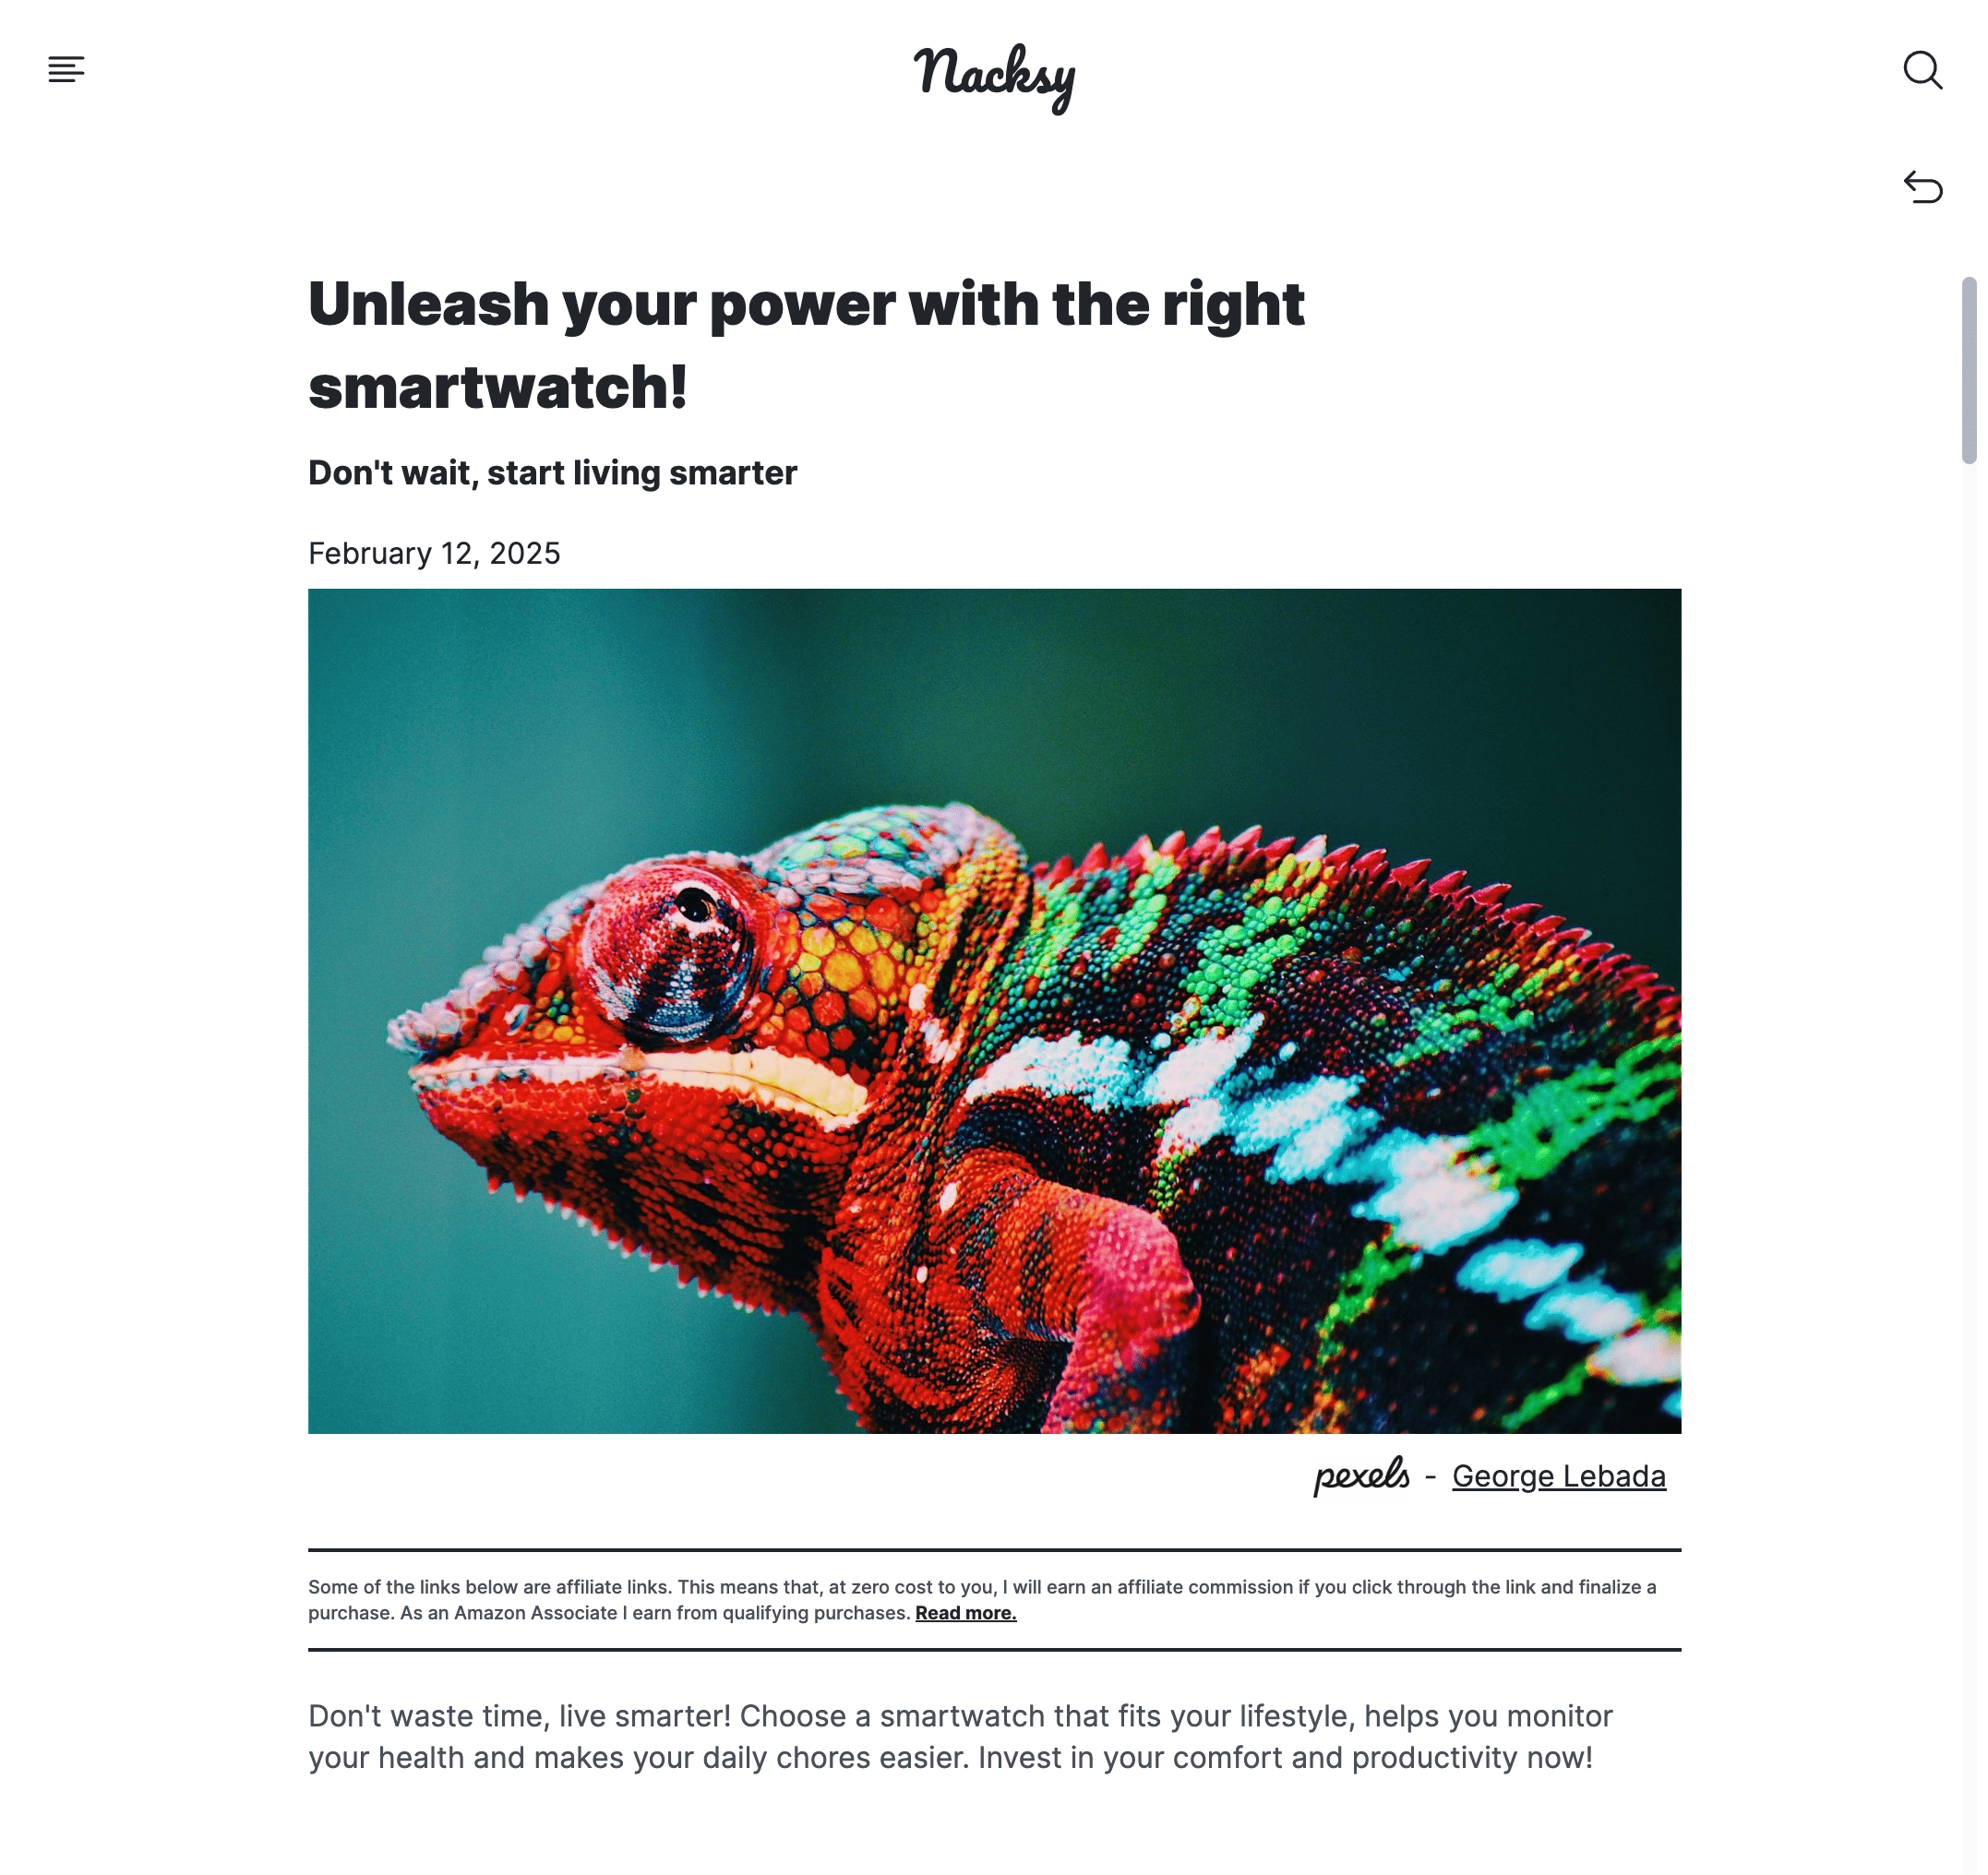 Nacksy
Unleash your power with the right
smartwatch!
Don't wait, start living smarter
February 12, 2025
pexels - George Lebada
Some of the links below are affiliate links. This means that, at zero cost to you, I will earn an affiliate commission if you click through the link and finalize a
purchase. As an Amazon Associate I earn from qualifying purchases. Read more.
Don't waste time, live smarter! Choose a smartwatch that fits your lifestyle, helps you monitor
your health and makes your daily chores easier. Invest in your comfort and productivity now!